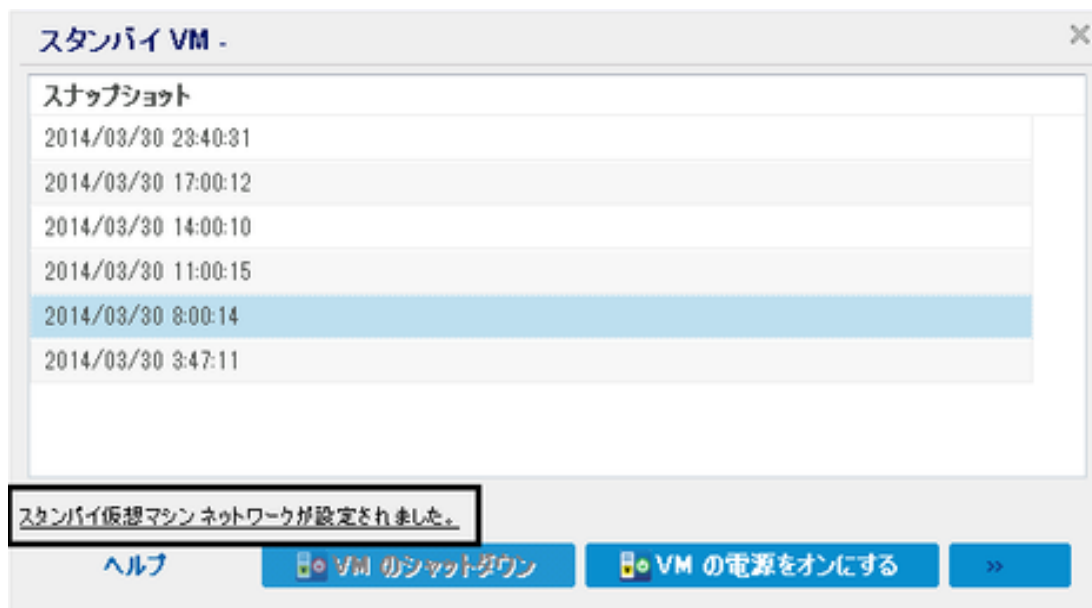 スタンバイ VM -
スナップショット
2014/03/30 23:40:31
2014/03/30 17:00:12
2014/03/30 14:00:10
2014/03/30 11:00:15
2014/03/30 8:00:14
2014/03/30 3:47:11
スタンバイ仮想マシン ネットワークが設定されました。
ヘルプ
VM のシャットダウン
VM の電源をオンにする
»